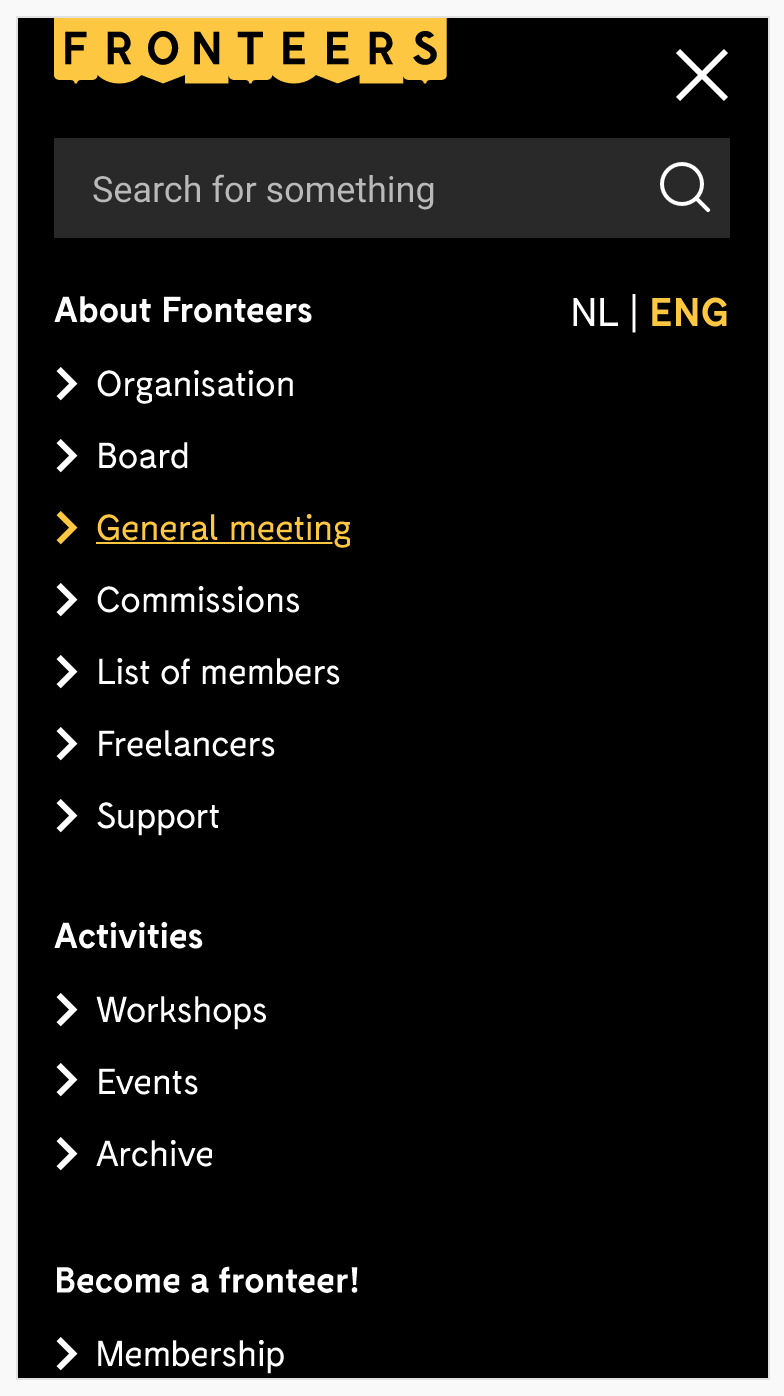 FRONTEERS
Search for something
About Fronteers
NL | ENG
Organisation
Board
General meeting
Commissions
List of members
Freelancers
Support
Activities
Workshops
Events
Archive
Become a fronteer!
Membership